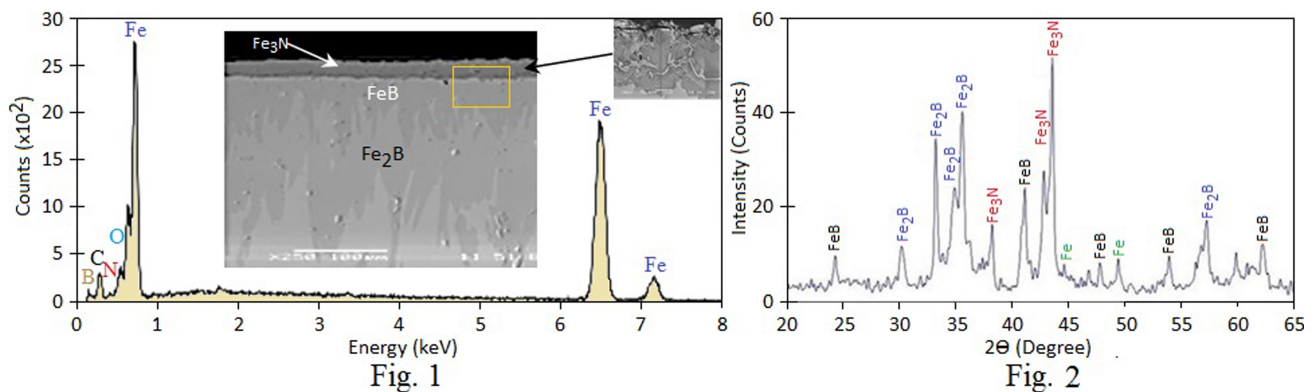 30
25
20
15
10
5
0
Counts (x10²)
B
C
N
O
Fe
Fe
Fe
Fe₃N
FeB
Fe₂B
X250 100µm
0
1
2
3
4
5
6
7
8
Energy (keV)
Fig. 1
60
40
20
0
Intensity (Counts)
FeB
Fe₂B
Fe₂B
Fe₂B
Fe₂B
Fe₃N
FeB
Fe₃N
Fe₃N
Fe
FeB
Fe
FeB
Fe₂B
FeB
20
25
30
35
40
45
50
55
60
65
2Θ (Degree)
Fig. 2